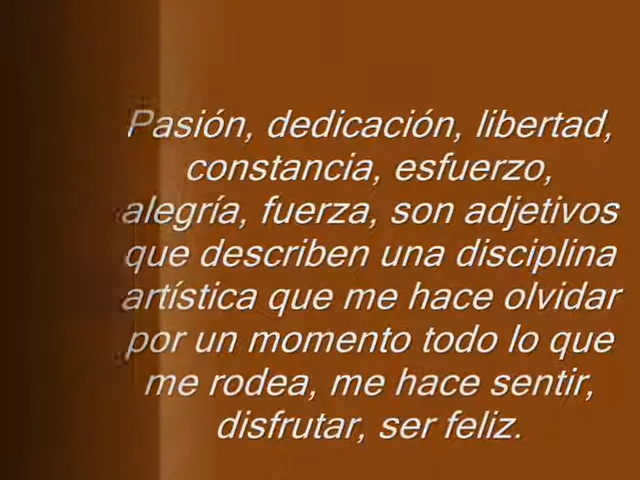 Pasión, dedicación, libertad,
constancia, esfuerzo,
alegría, fuerza, son adjetivos
que describen una disciplina
artística que me hace olvidar
por un momento todo lo que
me rodea, me hace sentir,
disfrutar, ser feliz.